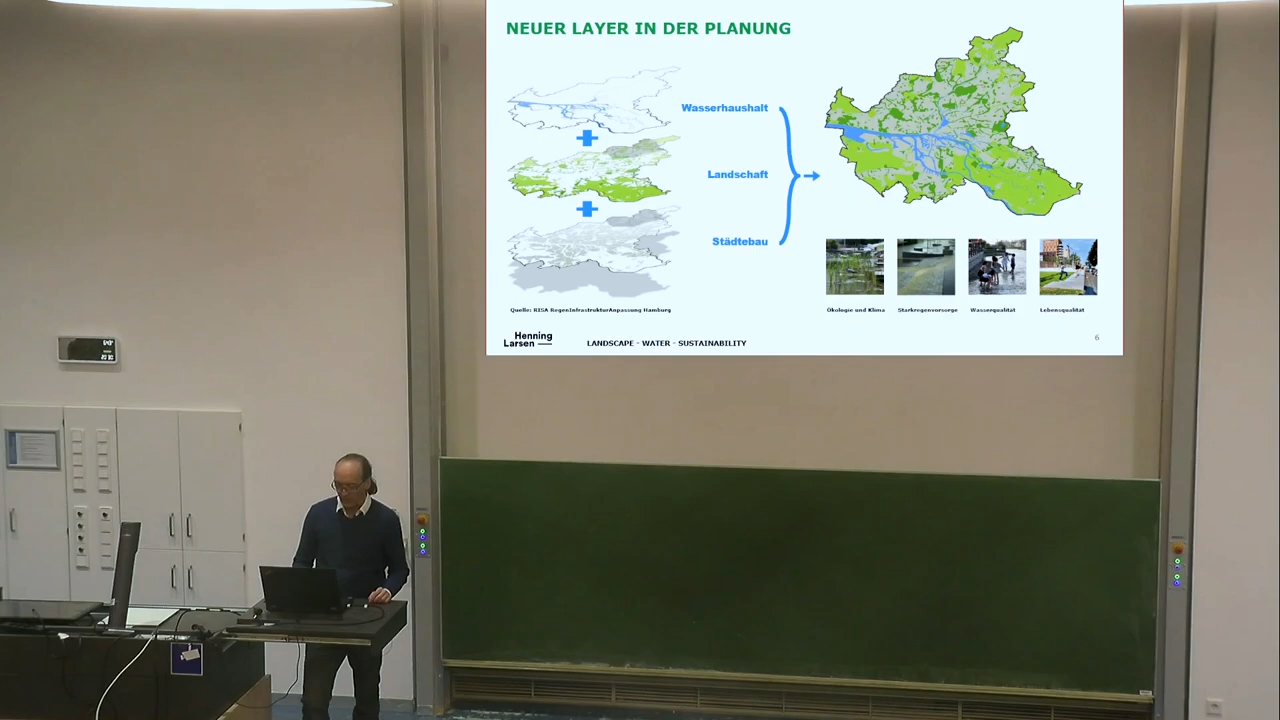 NEUER LAYER IN DER PLANUNG
Wasserhaushalt
Landschaft
Städtebau
Ökologie und Klima
Starkregenvorsorge
Wasserqualität
Lebensqualität
Quelle: RISA RegenInfrastrukturAnpassung Hamburg
Henning
Larsen
LANDSCAPE - WATER - SUSTAINABILITY
6